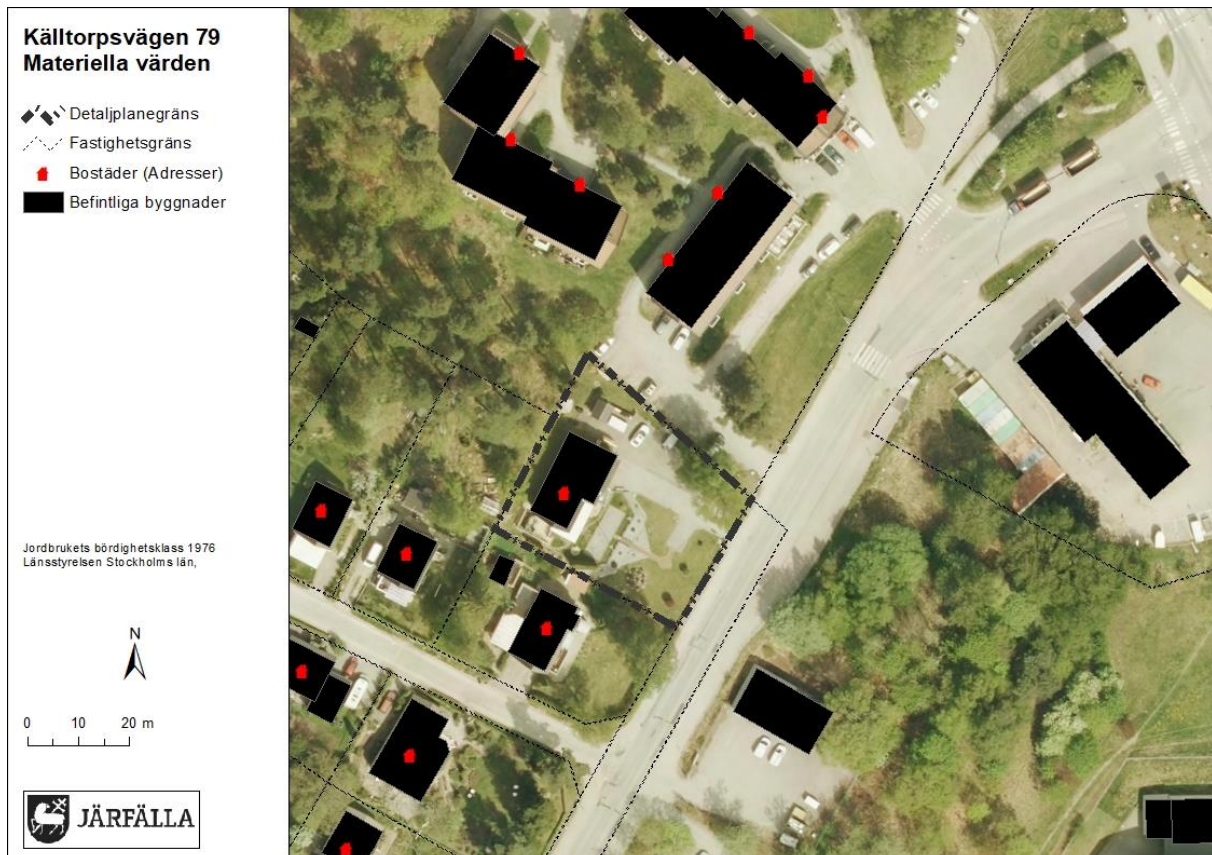 Källtorpsvägen 79
Materiella värden
Detaljplanegräns
Fastighetsgräns
Bostäder (Adresser)
Befintliga byggnader
Jordbrukets bördighetsklass 1976
Länsstyrelsen Stockholms län,
N
0 10 20 m
JÄRFÄLLA